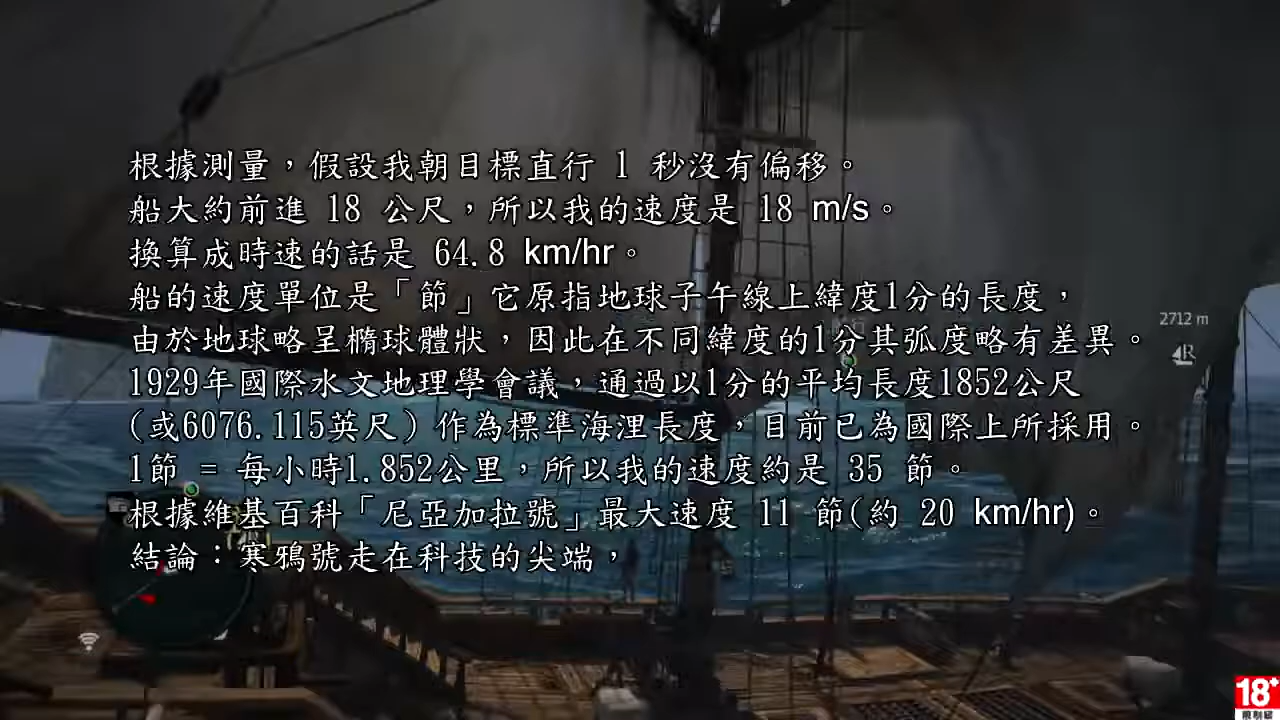 根據測量，假設我朝目標直行 1 秒沒有偏移。
船大約前進 18 公尺，所以我的速度是 18 m/s。
換算成時速的話是 64.8 km/hr。
船的速度單位是「節」它原指地球子午線上緯度1分的長度，
由於地球略呈橢球體狀，因此在不同緯度的1分其弧度略有差異。
1929年國際水文地理學會議，通過以1分的平均長度1852公尺
(或6076.115英尺) 作為標準海浬長度，目前已為國際上所採用。
1節 = 每小時1.852公里，所以我的速度約是 35 節。
根據維基百科「尼亞加拉號」最大速度 11 節(約 20 km/hr)。
結論：寒鴉號走在科技的尖端，
2712 m
18+
限制級